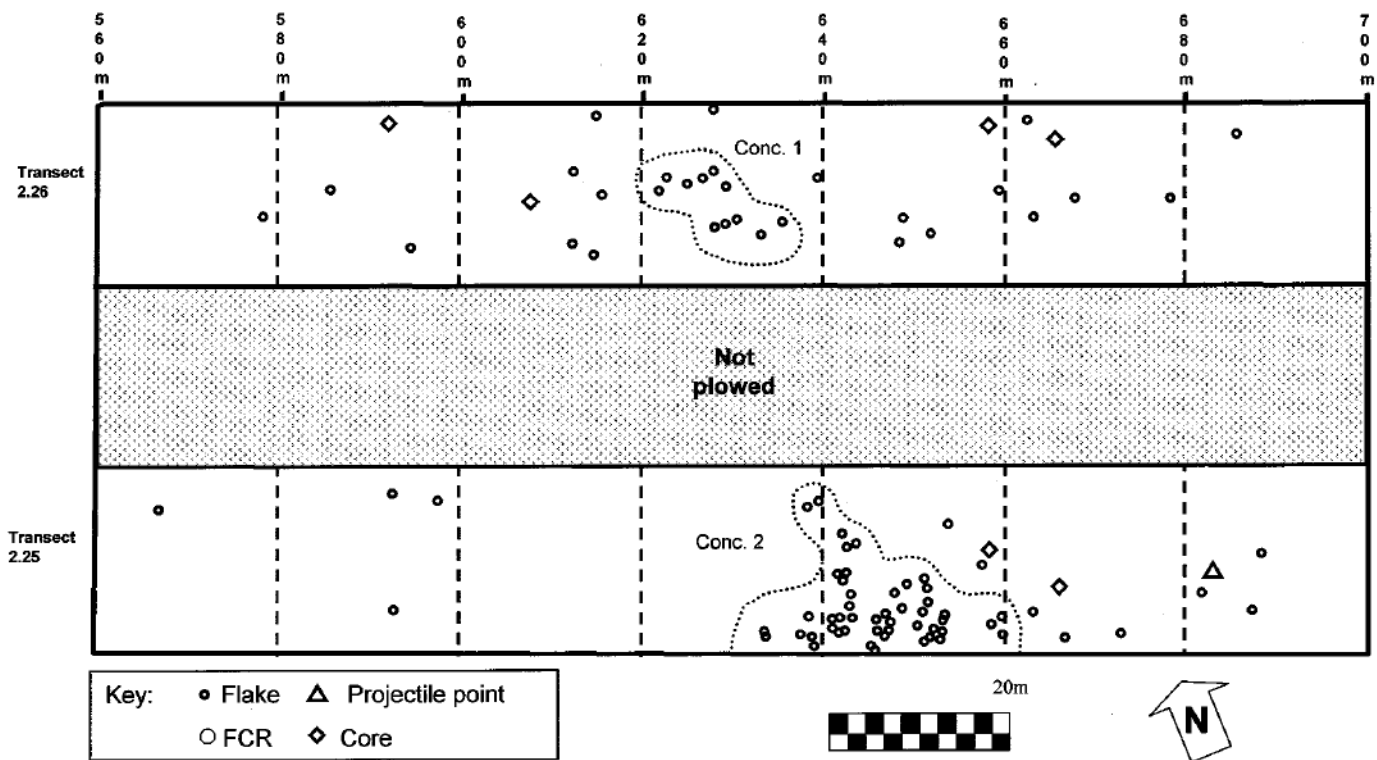 560m
580m
600m
620m
640m
660m
680m
700m
Conc. 1
Transect
2.26
Not
plowed
Conc. 2
Transect
2.25
Key: Flake Projectile point
FCR Core
20m
N